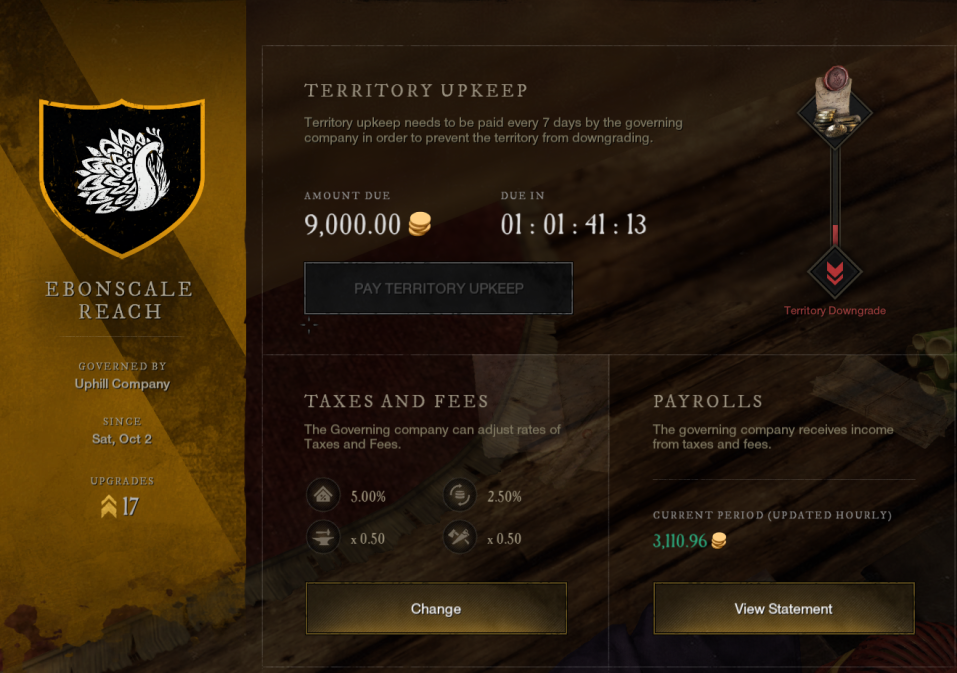 EBONSCALE
REACH
GOVERNED BY
Uphill Company
SINCE
Sat, Oct 2
UPGRADES
17
TERRITORY UPKEEP
Territory upkeep needs to be paid every 7 days by the governing
company in order to prevent the territory from downgrading.
AMOUNT DUE
9,000.00
DUE IN
01 : 01 : 41 : 13
PAY TERRITORY UPKEEP
Territory Downgrade
TAXES AND FEES
The Governing company can adjust rates of
Taxes and Fees.
5.00%
2.50%
x 0.50
x 0.50
Change
PAYROLLS
The governing company receives income
from taxes and fees.
CURRENT PERIOD (UPDATED HOURLY)
3,110.96
View Statement